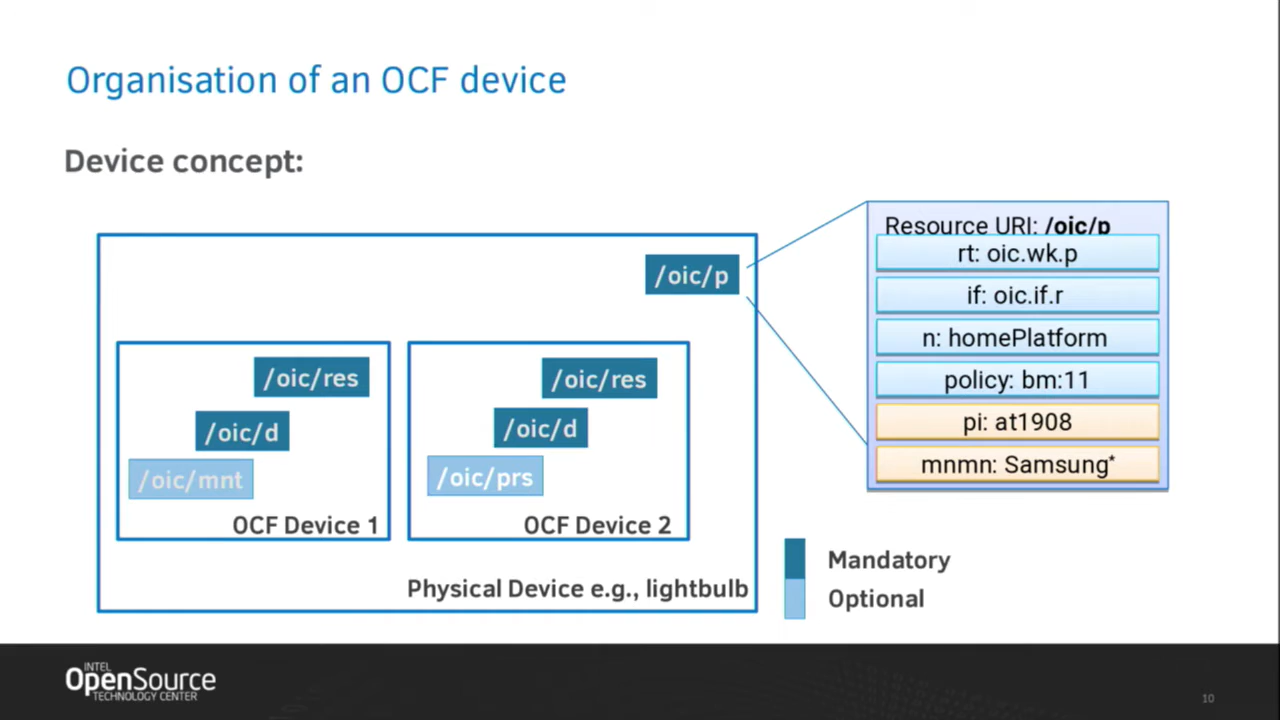 Organisation of an OCF device
Device concept:
/oic/p
/oic/res
/oic/d
/oic/mnt
OCF Device 1
/oic/res
/oic/d
/oic/prs
OCF Device 2
Physical Device e.g., lightbulb
Resource URI: /oic/p
rt: oic.wk.p
if: oic.if.r
n: homePlatform
policy: bm:11
pi: at1908
mnmn: Samsung*
Mandatory
Optional
INTEL
OpenSource
TECHNOLOGY CENTER
10